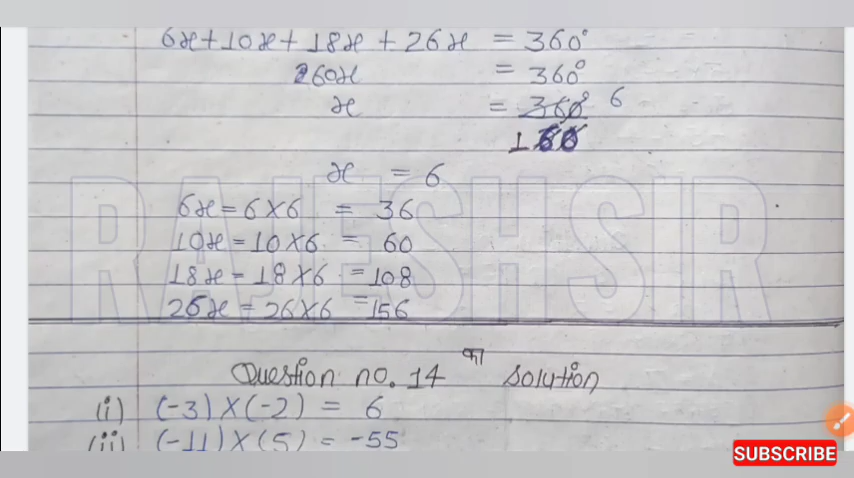 6x+10x+18x+26x = 360°
260x = 360°
x = 360° 6
1
x = 6
RAJESHSIR
6x = 6×6 = 36
10x = 10×6 = 60
18x = 18×6 = 108
26x = 26×6 = 156
Question no. 14 का Solution
(i) (-3)×(-2) = 6
(ii) (-11)×(5) = -55
SUBSCRIBE